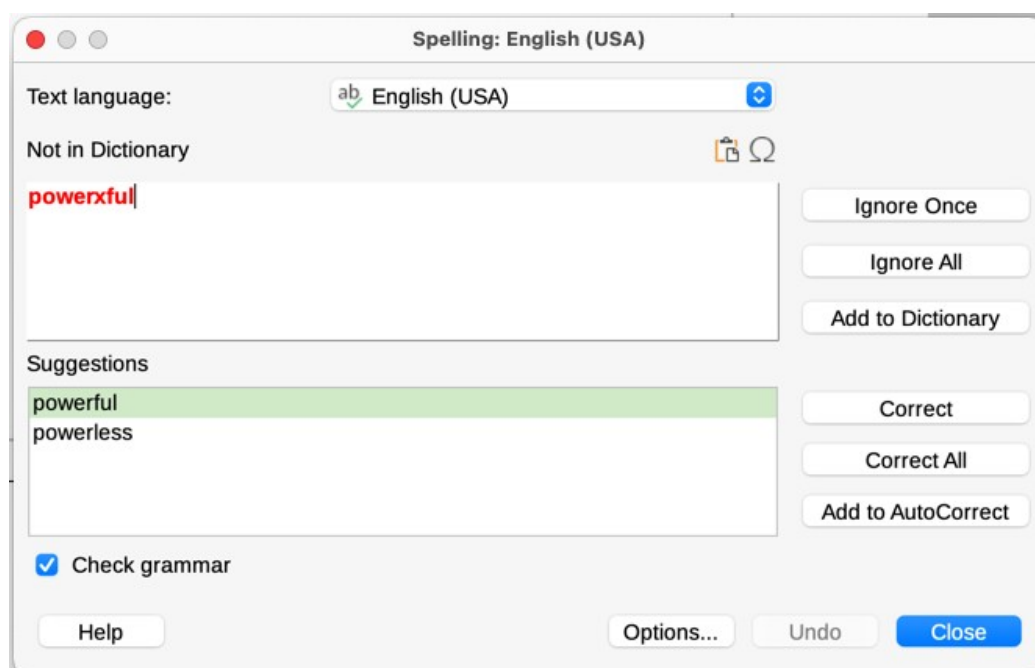 Spelling: English (USA)
Text language:
ab English (USA)
Not in Dictionary
Ω
powerxful
Ignore Once
Ignore All
Add to Dictionary
Suggestions
powerful
powerless
Correct
Correct All
Add to AutoCorrect
Check grammar
Help
Options...
Undo
Close